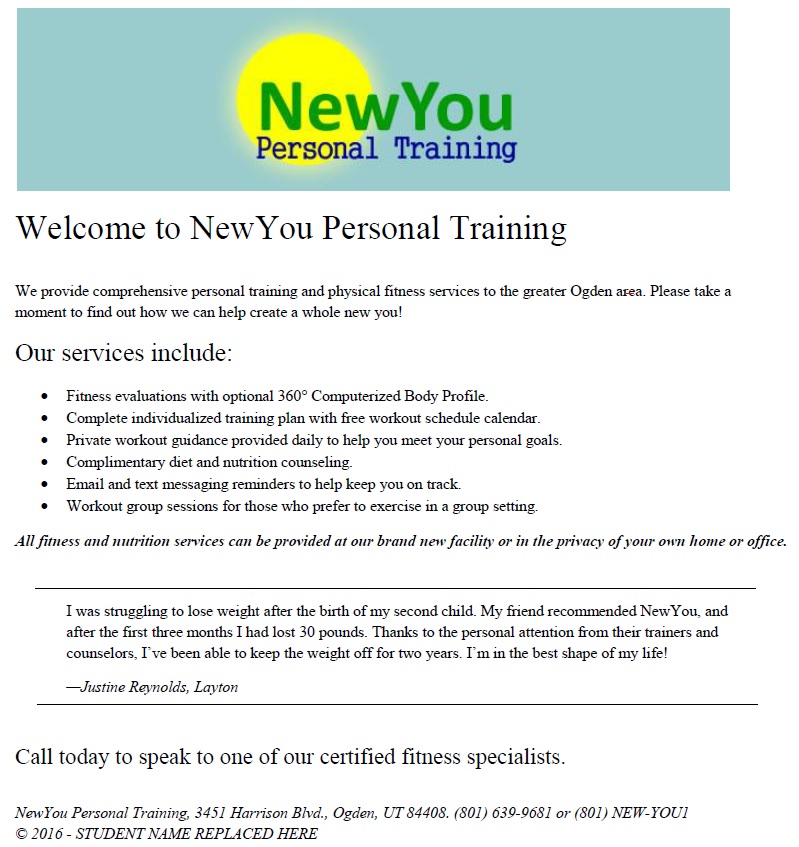 NewYou
Personal Training
Welcome to NewYou Personal Training
We provide comprehensive personal training and physical fitness services to the greater Ogden area. Please take a
moment to find out how we can help create a whole new you!
Our services include:
• Fitness evaluations with optional 360° Computerized Body Profile.
• Complete individualized training plan with free workout schedule calendar.
• Private workout guidance provided daily to help you meet your personal goals.
• Complimentary diet and nutrition counseling.
• Email and text messaging reminders to help keep you on track.
• Workout group sessions for those who prefer to exercise in a group setting.
All fitness and nutrition services can be provided at our brand new facility or in the privacy of your own home or office.
I was struggling to lose weight after the birth of my second child. My friend recommended NewYou, and
after the first three months I had lost 30 pounds. Thanks to the personal attention from their trainers and
counselors, I’ve been able to keep the weight off for two years. I’m in the best shape of my life!
—Justine Reynolds, Layton
Call today to speak to one of our certified fitness specialists.
NewYou Personal Training, 3451 Harrison Blvd., Ogden, UT 84408. (801) 639-9681 or (801) NEW-YOU1
© 2016 - STUDENT NAME REPLACED HERE